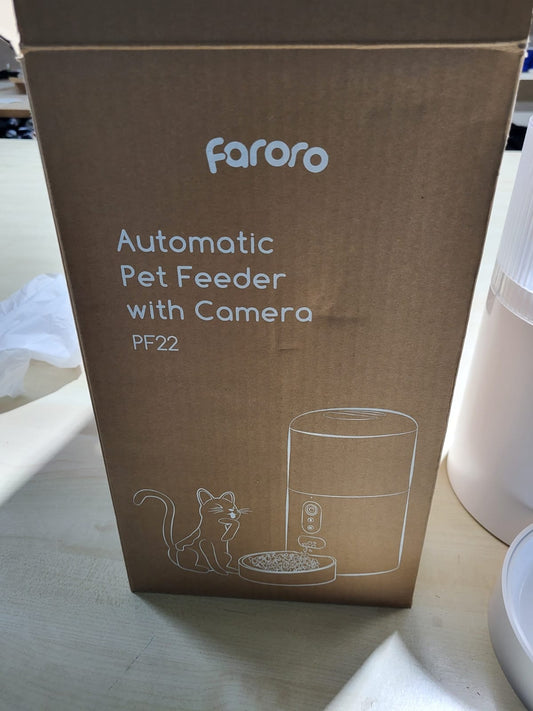 Faroro
Automatic
Pet Feeder
with Camera
PF22